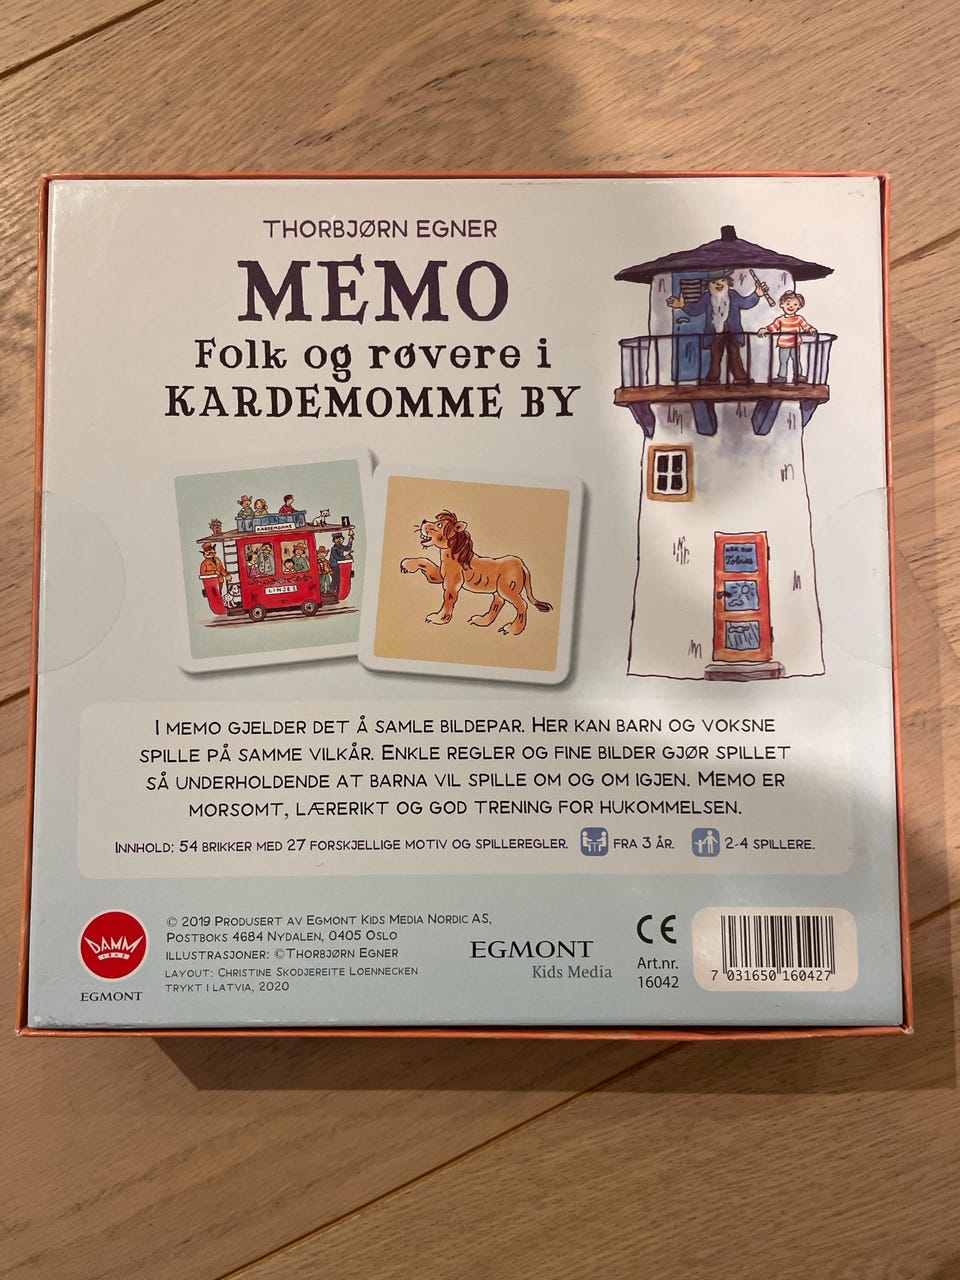 THORBJØRN EGNER
MEMO
Folk og røvere i
KARDEMOMME BY
KARDEMOMME
LINJE 1
Tobias
I MEMO GJELDER DET Å SAMLE BILDEPAR. HER KAN BARN OG VOKSNE
SPILLE PÅ SAMME VILKÅR. ENKLE REGLER OG FINE BILDER GJØR SPILLET
SÅ UNDERHOLDENDE AT BARNA VIL SPILLE OM OG OM IGJEN. MEMO ER
MORSOMT, LÆRERIKT OG GOD TRENING FOR HUKOMMELSEN.
INNHOLD: 54 BRIKKER MED 27 FORSKJELLIGE MOTIV OG SPILLEREGLER. FRA 3 ÅR. 2-4 SPILLERE.
DAMM
EGMONT
© 2019 PRODUSERT AV EGMONT KIDS MEDIA NORDIC AS,
POSTBOKS 4684 NYDALEN, 0405 OSLO
ILLUSTRASJONER: ©THORBJØRN EGNER
LAYOUT: CHRISTINE SKODJEREITE LOENNECKEN
TRYKT I LATVIA, 2020
EGMONT
Kids Media
CE
Art.nr.
16042
7 031650 160427